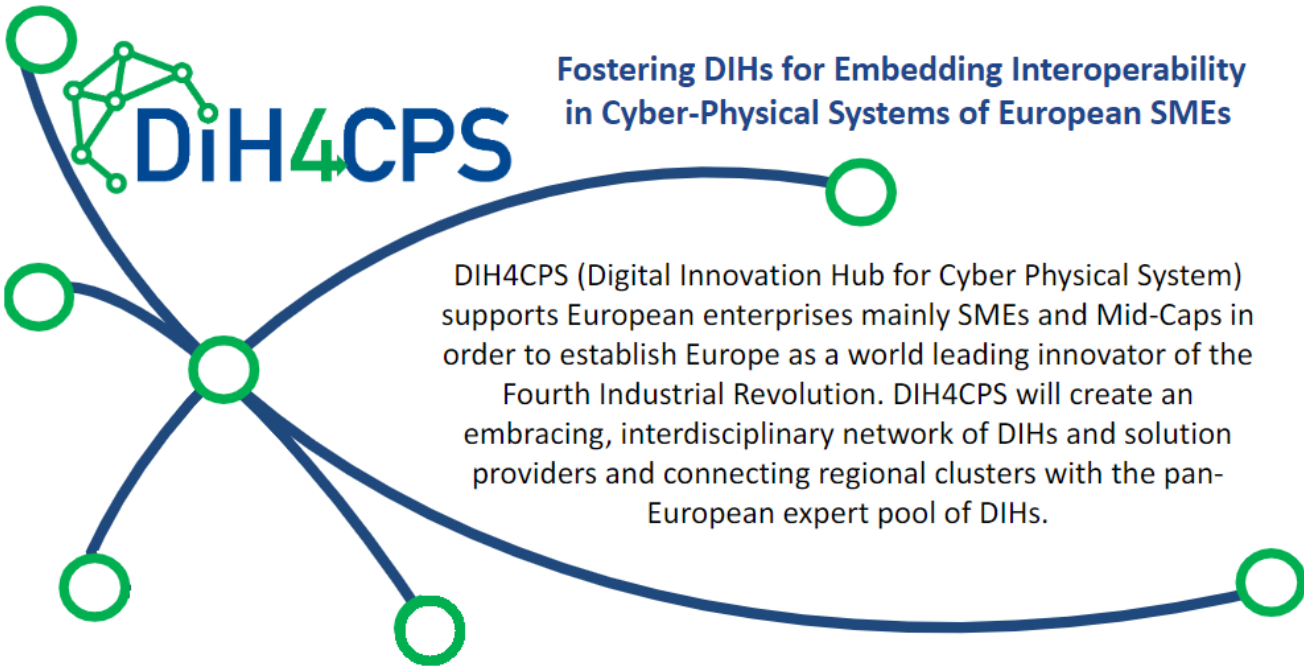 DiH4CPS
Fostering DIHs for Embedding Interoperability
in Cyber-Physical Systems of European SMEs
DIH4CPS (Digital Innovation Hub for Cyber Physical System)
supports European enterprises mainly SMEs and Mid-Caps in
order to establish Europe as a world leading innovator of the
Fourth Industrial Revolution. DIH4CPS will create an
embracing, interdisciplinary network of DIHs and solution
providers and connecting regional clusters with the pan-
European expert pool of DIHs.